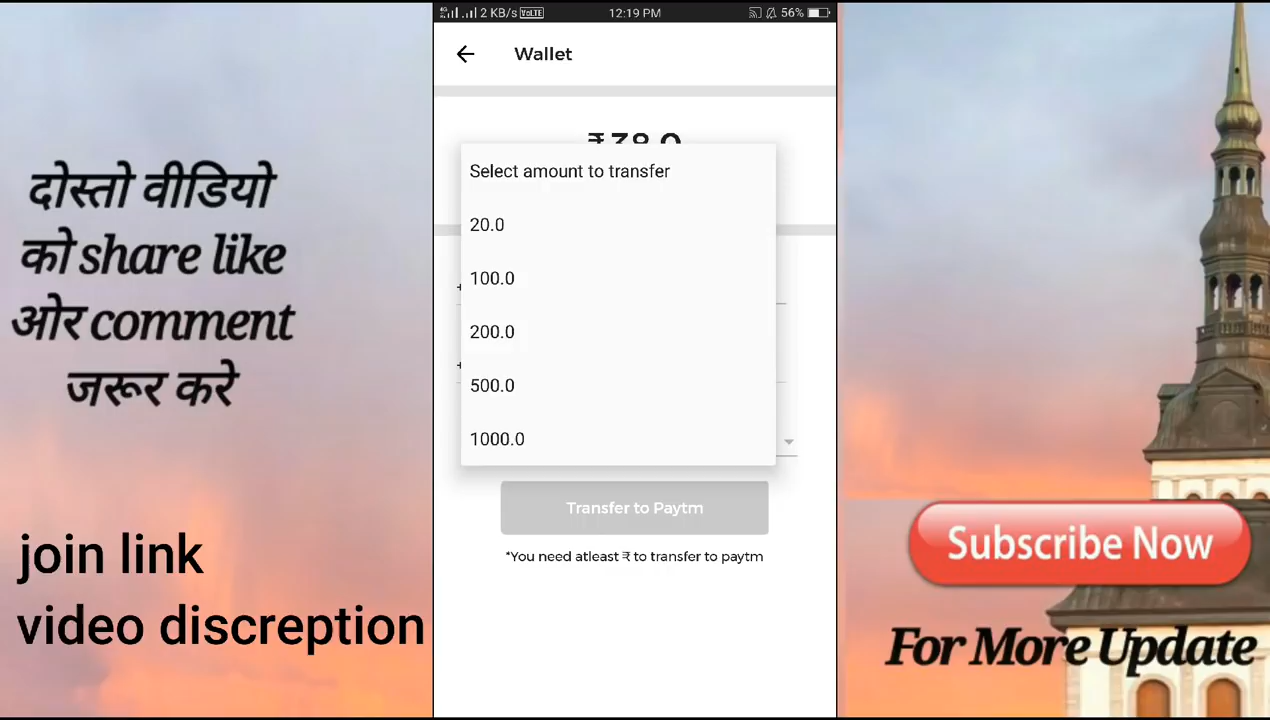 दोस्तो वीडियो
को share like
ओर comment
जरूर करे
join link
video discreption
2 KB/s VoLTE 12:19 PM 56%
Wallet
Select amount to transfer
20.0
100.0
200.0
500.0
1000.0
Transfer to Paytm
*You need atleast ₹ to transfer to paytm
Subscribe Now
For More Update